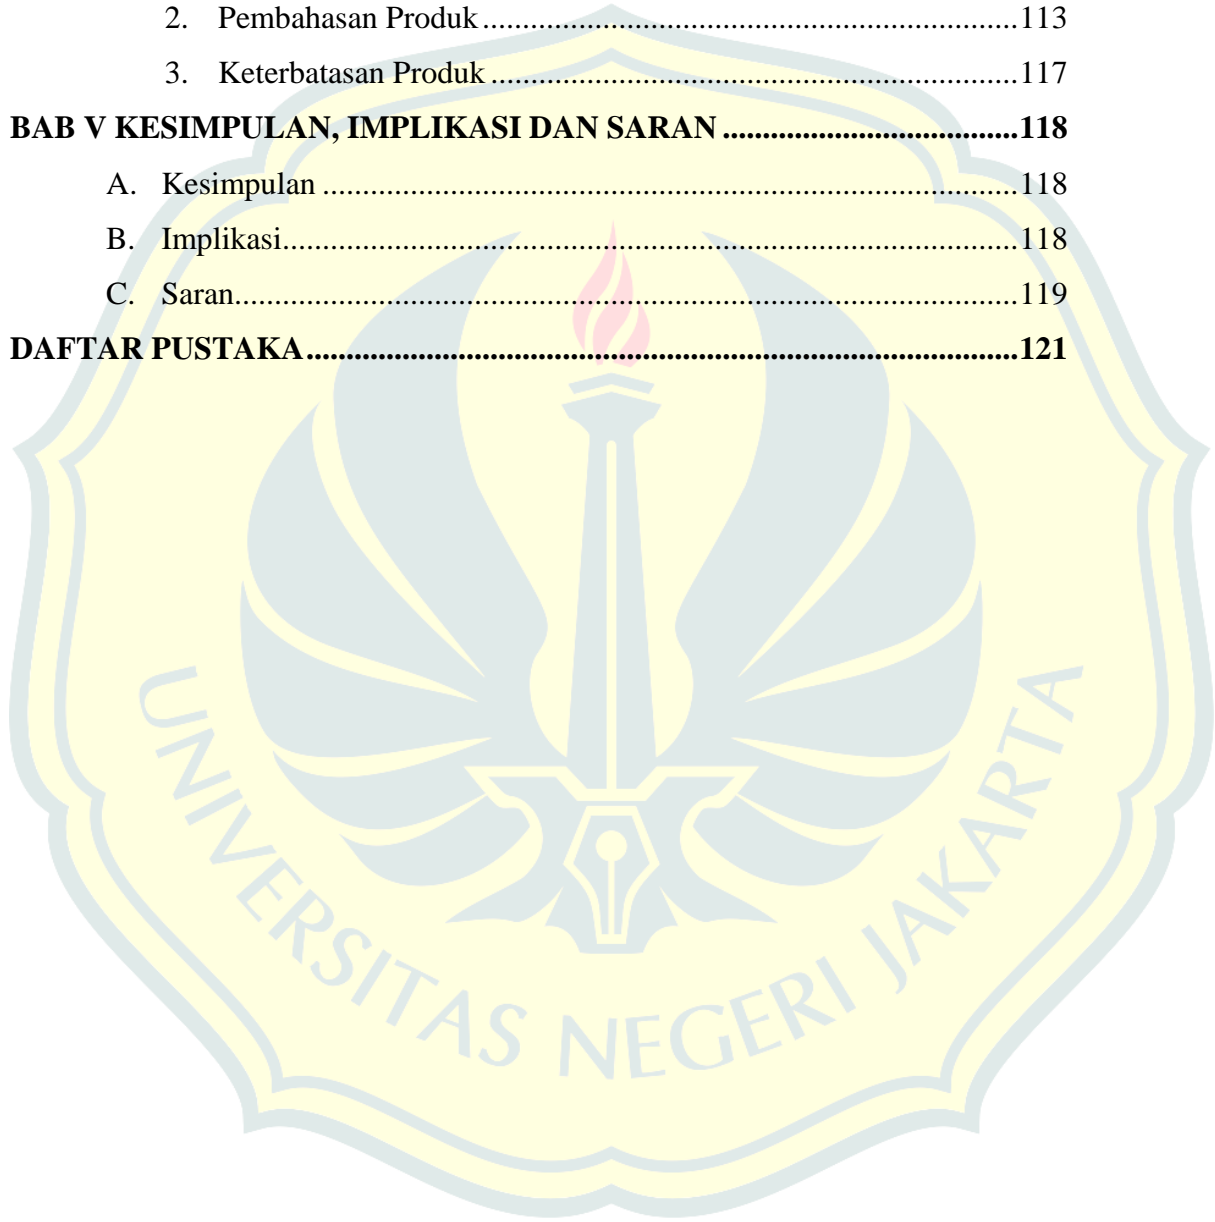 2. Pembahasan Produk ........ 113
3. Keterbatasan Produk ........ 117
BAB V KESIMPULAN, IMPLIKASI DAN SARAN ........ 118
A. Kesimpulan ........ 118
B. Implikasi ........ 118
C. Saran ........ 119
DAFTAR PUSTAKA ........ 121
UNIVERSITAS NEGERI JAKARTA